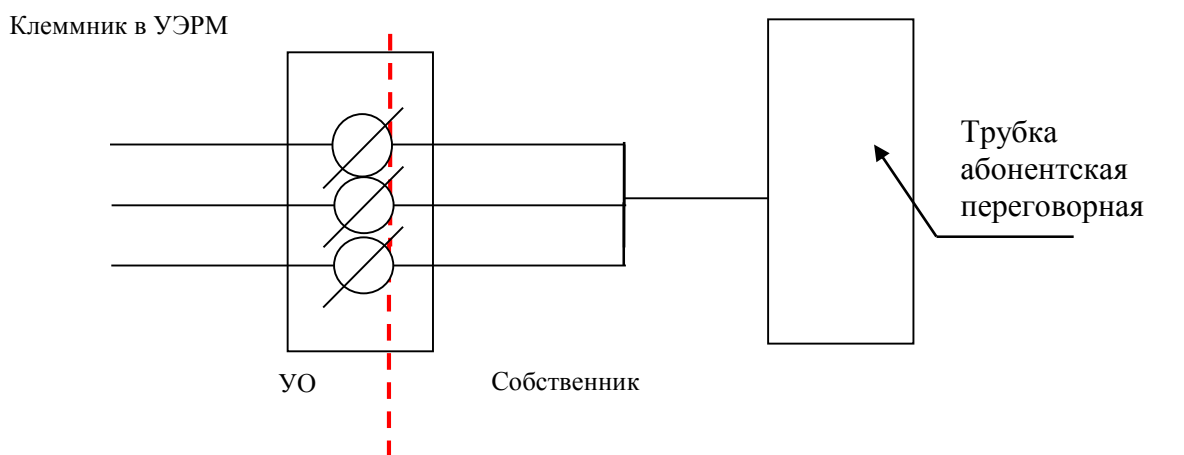 Клеммник в УЭРМ
Трубка
абонентская
переговорная
УО
Собственник